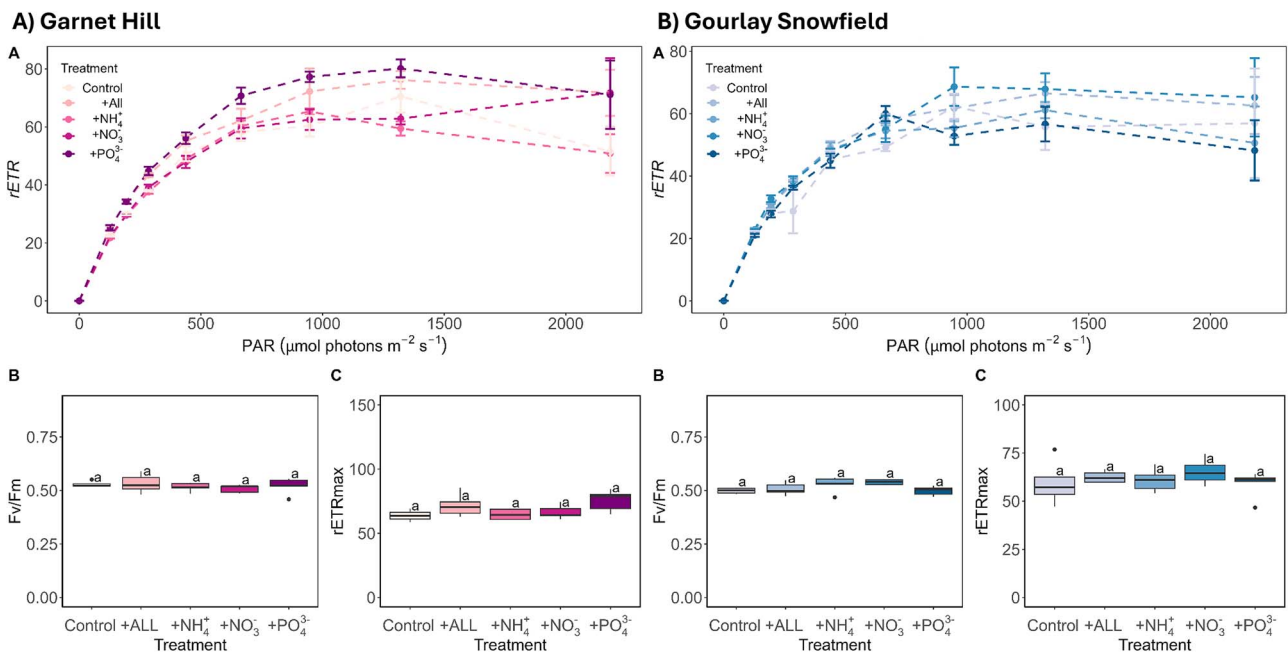 A) Garnet Hill
A
80
60
40
20
0
rETR
Treatment
Control
+All
+NH₄⁺
+NO₃⁻
+PO₄³⁻
0 500 1000 1500 2000
PAR (μmol photons m⁻² s⁻¹)
B) Gourlay Snowfield
A
80
60
40
20
0
rETR
Treatment
Control
+All
+NH₄⁺
+NO₃⁻
+PO₄³⁻
0 500 1000 1500 2000
PAR (μmol photons m⁻² s⁻¹)
B
0.75
0.50
0.25
0.00
Fv/Fm
a a a a a
Control +ALL +NH₄⁺ +NO₃⁻ +PO₄³⁻
Treatment
C
150
100
50
0
rETRmax
a a a a a
Control +ALL +NH₄⁺ +NO₃⁻ +PO₄³⁻
Treatment
B
0.75
0.50
0.25
0.00
Fv/Fm
a a a a a
Control +ALL +NH₄⁺ +NO₃⁻ +PO₄³⁻
Treatment
C
100
75
50
25
0
rETRmax
a a a a a
Control +ALL +NH₄⁺ +NO₃⁻ +PO₄³⁻
Treatment